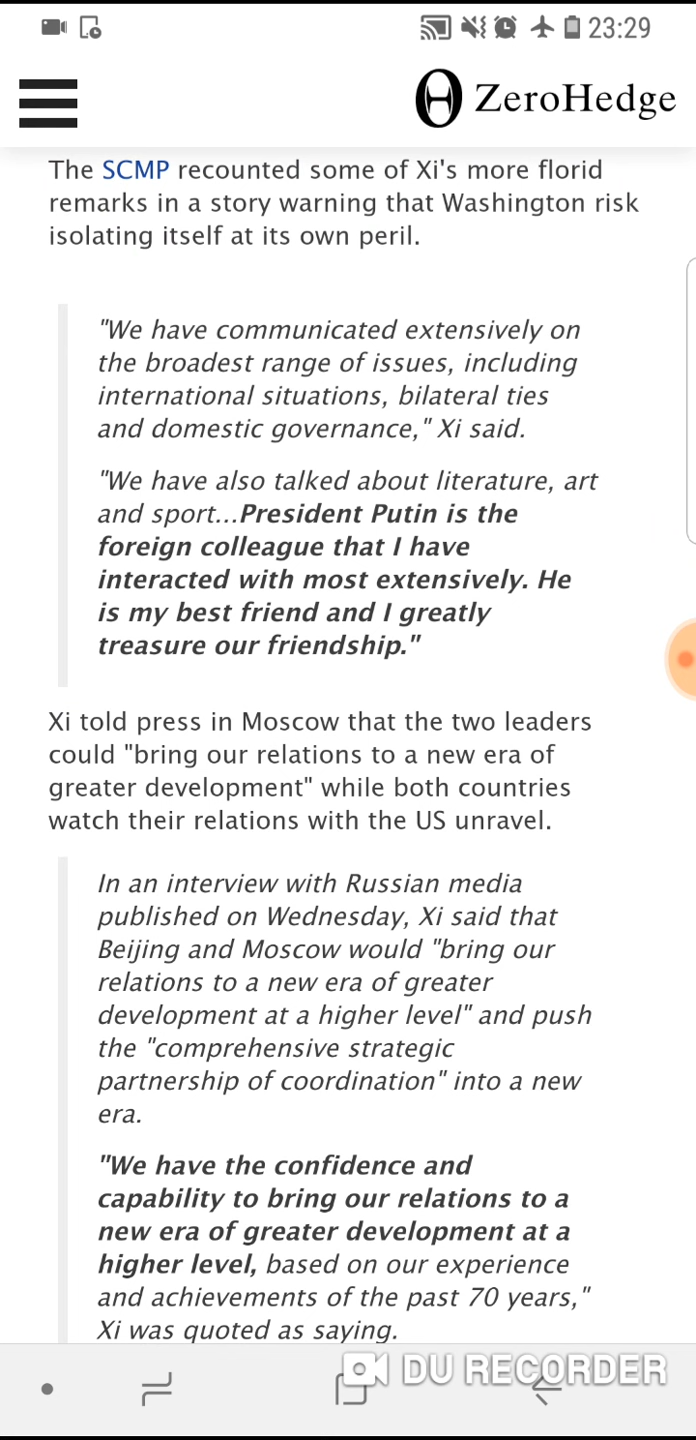 23:29
ZeroHedge
The SCMP recounted some of Xi's more florid
remarks in a story warning that Washington risk
isolating itself at its own peril.
"We have communicated extensively on
the broadest range of issues, including
international situations, bilateral ties
and domestic governance," Xi said.
"We have also talked about literature, art
and sport...President Putin is the
foreign colleague that I have
interacted with most extensively. He
is my best friend and I greatly
treasure our friendship."
Xi told press in Moscow that the two leaders
could "bring our relations to a new era of
greater development" while both countries
watch their relations with the US unravel.
In an interview with Russian media
published on Wednesday, Xi said that
Beijing and Moscow would "bring our
relations to a new era of greater
development at a higher level" and push
the "comprehensive strategic
partnership of coordination" into a new
era.
"We have the confidence and
capability to bring our relations to a
new era of greater development at a
higher level, based on our experience
and achievements of the past 70 years,"
Xi was quoted as saying.
DU RECORDER